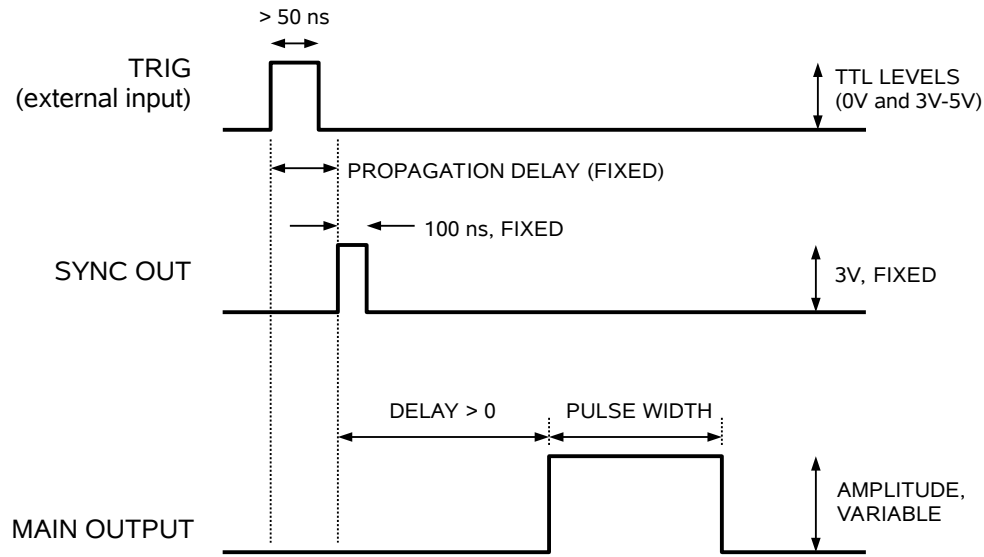 > 50 ns
TRIG
(external input)
TTL LEVELS
(0V and 3V-5V)
PROPAGATION DELAY (FIXED)
100 ns, FIXED
SYNC OUT
3V, FIXED
DELAY > 0
PULSE WIDTH
AMPLITUDE,
VARIABLE
MAIN OUTPUT